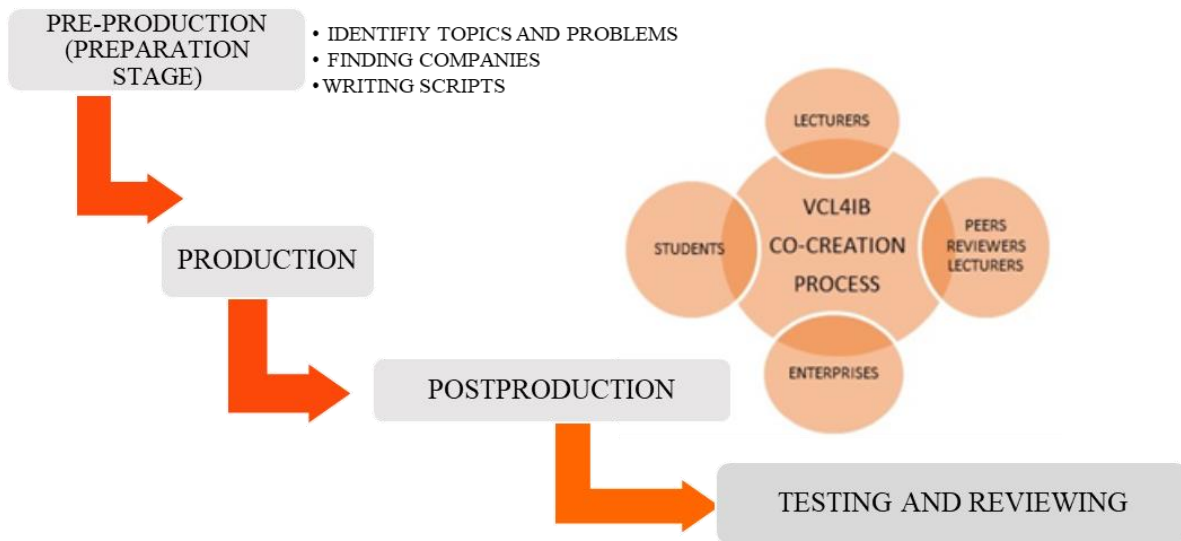 PRE-PRODUCTION
(PREPARATION
STAGE)
• IDENTIFIY TOPICS AND PROBLEMS
• FINDING COMPANIES
• WRITING SCRIPTS
LECTURERS
STUDENTS
VCL4IB
CO-CREATION
PROCESS
PEERS
REVIEWERS
LECTURERS
ENTERPRISES
PRODUCTION
POSTPRODUCTION
TESTING AND REVIEWING